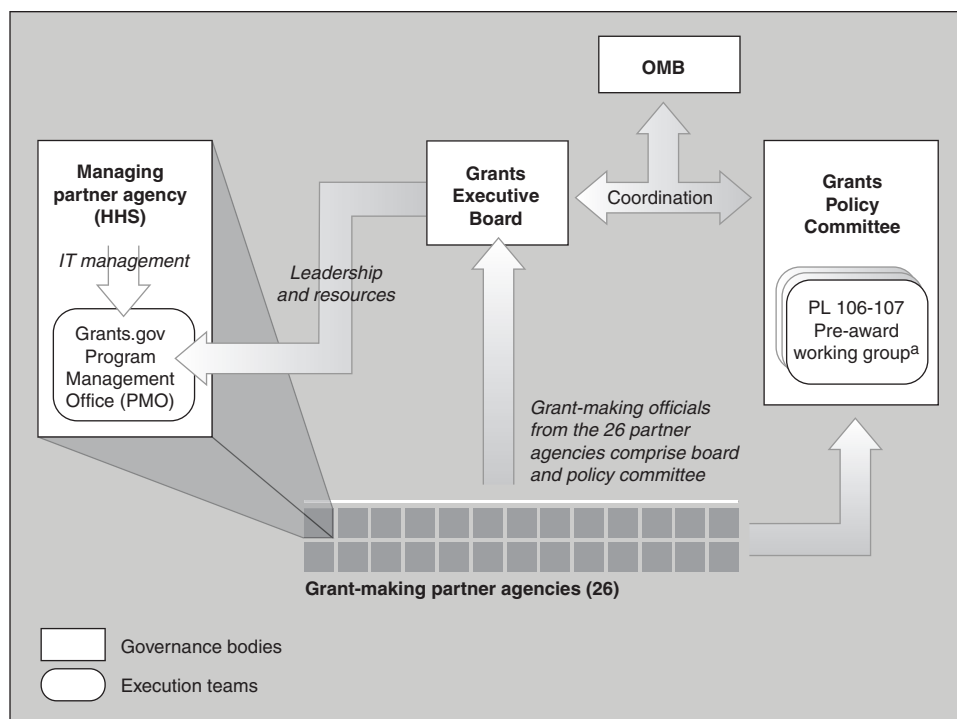 OMB
Managing
partner agency
(HHS)
IT management
Grants.gov
Program
Management
Office (PMO)
Leadership
and resources
Grants
Executive
Board
Coordination
Grants
Policy
Committee
PL 106-107
Pre-award
working groupa
Grant-making officials
from the 26 partner
agencies comprise board
and policy committee
Grant-making partner agencies (26)
Governance bodies
Execution teams